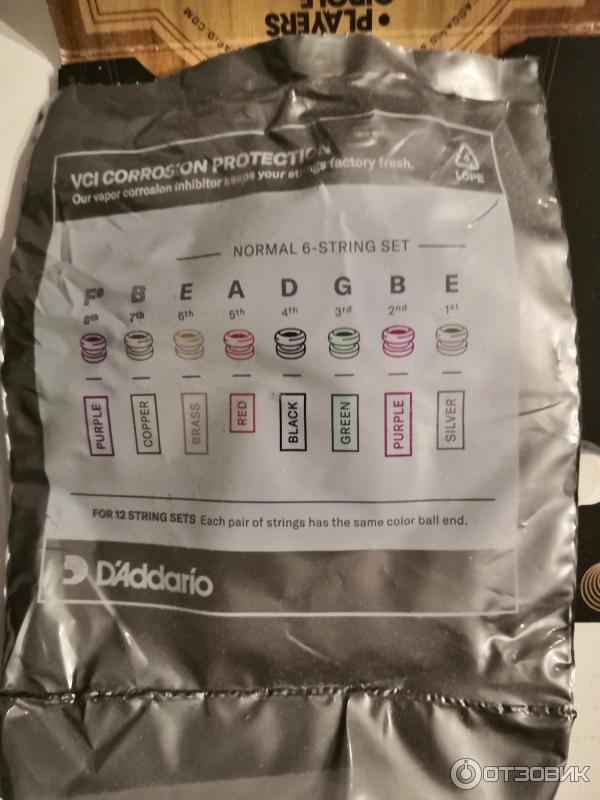 • PLAYERS
CIRCLE
VCI CORROSION PROTECTION
Our vapor corrosion inhibitor keeps your strings factory fresh.
4
LDPE
NORMAL 6-STRING SET
F# B E A D G B E
8th 7th 6th 5th 4th 3rd 2nd 1st
PURPLE COPPER BRASS RED BLACK GREEN PURPLE SILVER
FOR 12 STRING SETS Each pair of strings has the same color ball end.
D'Addario
ОТЗОВИК